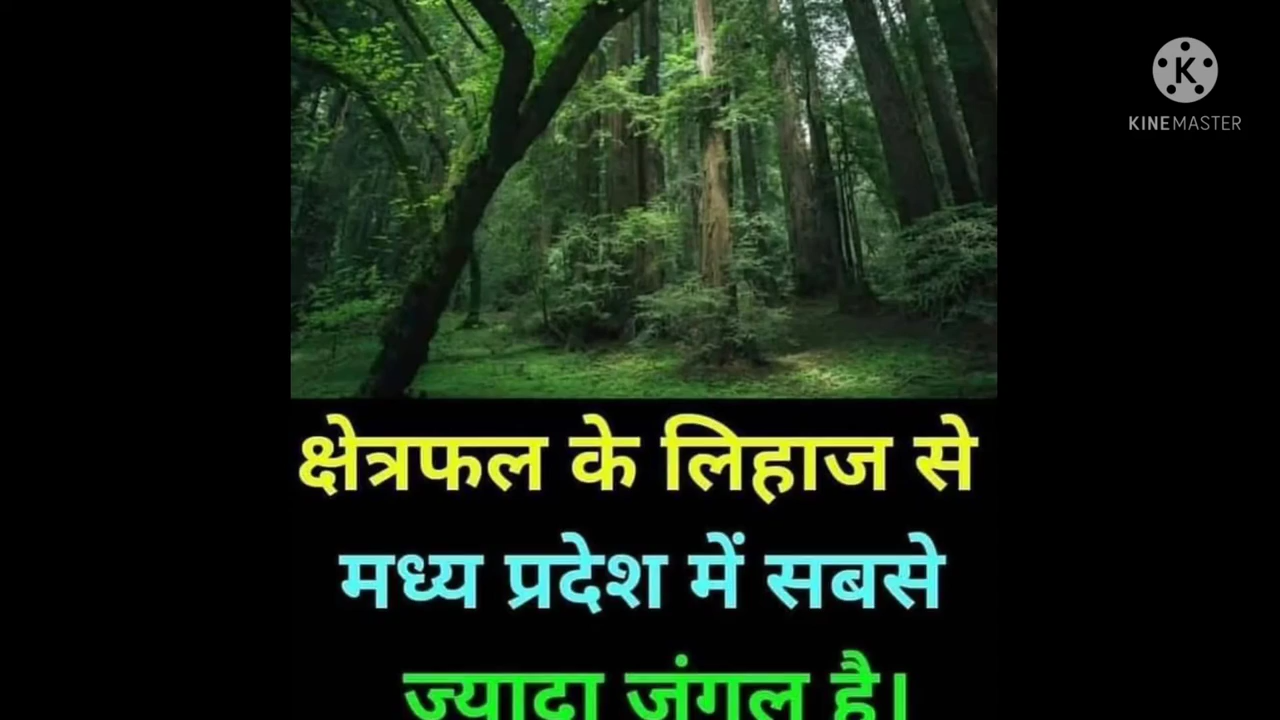 KINEMASTER
क्षेत्रफल के लिहाज से
मध्य प्रदेश में सबसे
ज्यादा जंगल है।